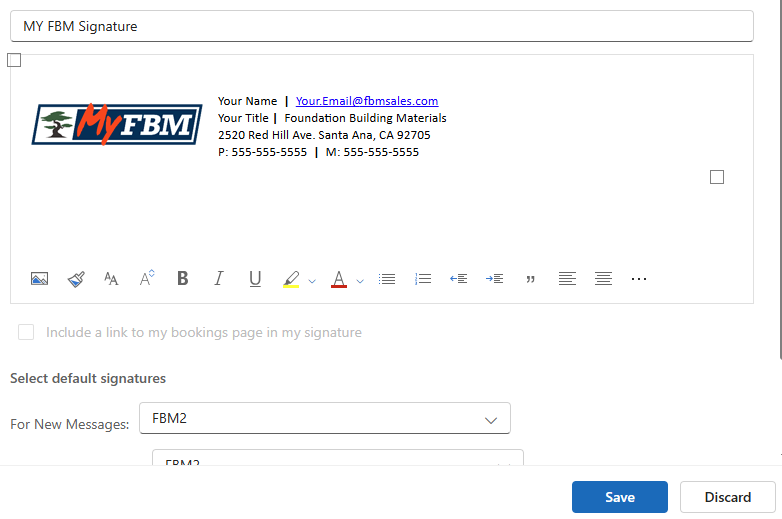 MY FBM Signature
MyFBM
Your Name | Your.Email@fbmsales.com
Your Title | Foundation Building Materials
2520 Red Hill Ave. Santa Ana, CA 92705
P: 555-555-5555 | M: 555-555-5555
Include a link to my bookings page in my signature
Select default signatures
For New Messages: FBM2
FBM2
Save Discard